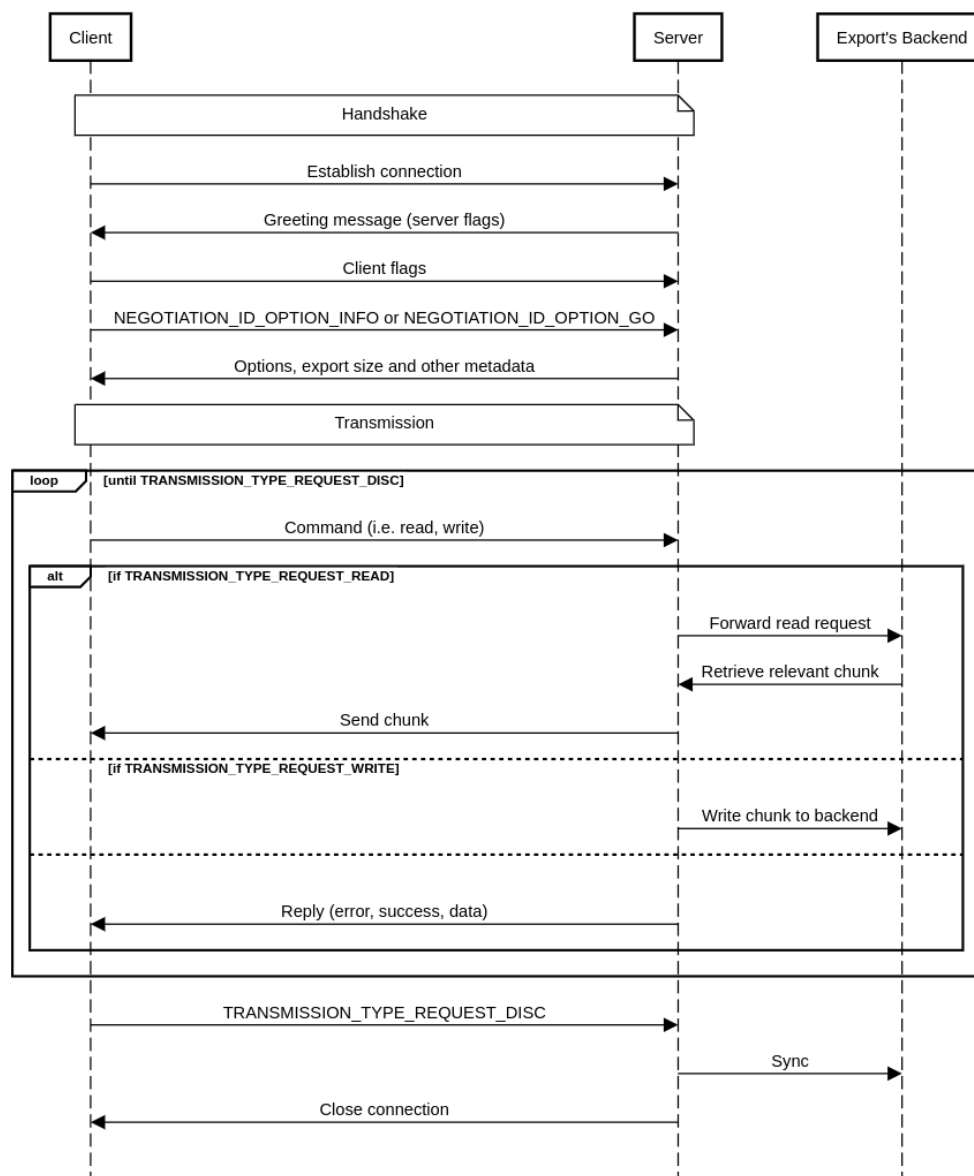 Client
Server
Export's Backend
Handshake
Establish connection
Greeting message (server flags)
Client flags
NEGOTIATION_ID_OPTION_INFO or NEGOTIATION_ID_OPTION_GO
Options, export size and other metadata
Transmission
loop
[until TRANSMISSION_TYPE_REQUEST_DISC]
Command (i.e. read, write)
alt
[if TRANSMISSION_TYPE_REQUEST_READ]
Forward read request
Retrieve relevant chunk
Send chunk
[if TRANSMISSION_TYPE_REQUEST_WRITE]
Write chunk to backend
Reply (error, success, data)
TRANSMISSION_TYPE_REQUEST_DISC
Sync
Close connection